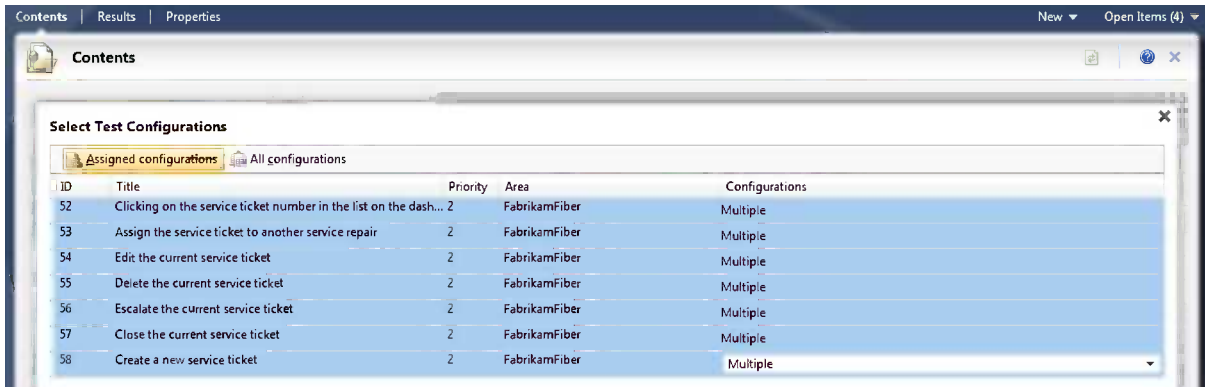 Contents | Results | Properties New Open Items (4)
Contents
Select Test Configurations
Assigned configurations All configurations
ID Title Priority Area Configurations
52 Clicking on the service ticket number in the list on the dash... 2 FabrikamFiber Multiple
53 Assign the service ticket to another service repair 2 FabrikamFiber Multiple
54 Edit the current service ticket 2 FabrikamFiber Multiple
55 Delete the current service ticket 2 FabrikamFiber Multiple
56 Escalate the current service ticket 2 FabrikamFiber Multiple
57 Close the current service ticket 2 FabrikamFiber Multiple
58 Create a new service ticket 2 FabrikamFiber Multiple